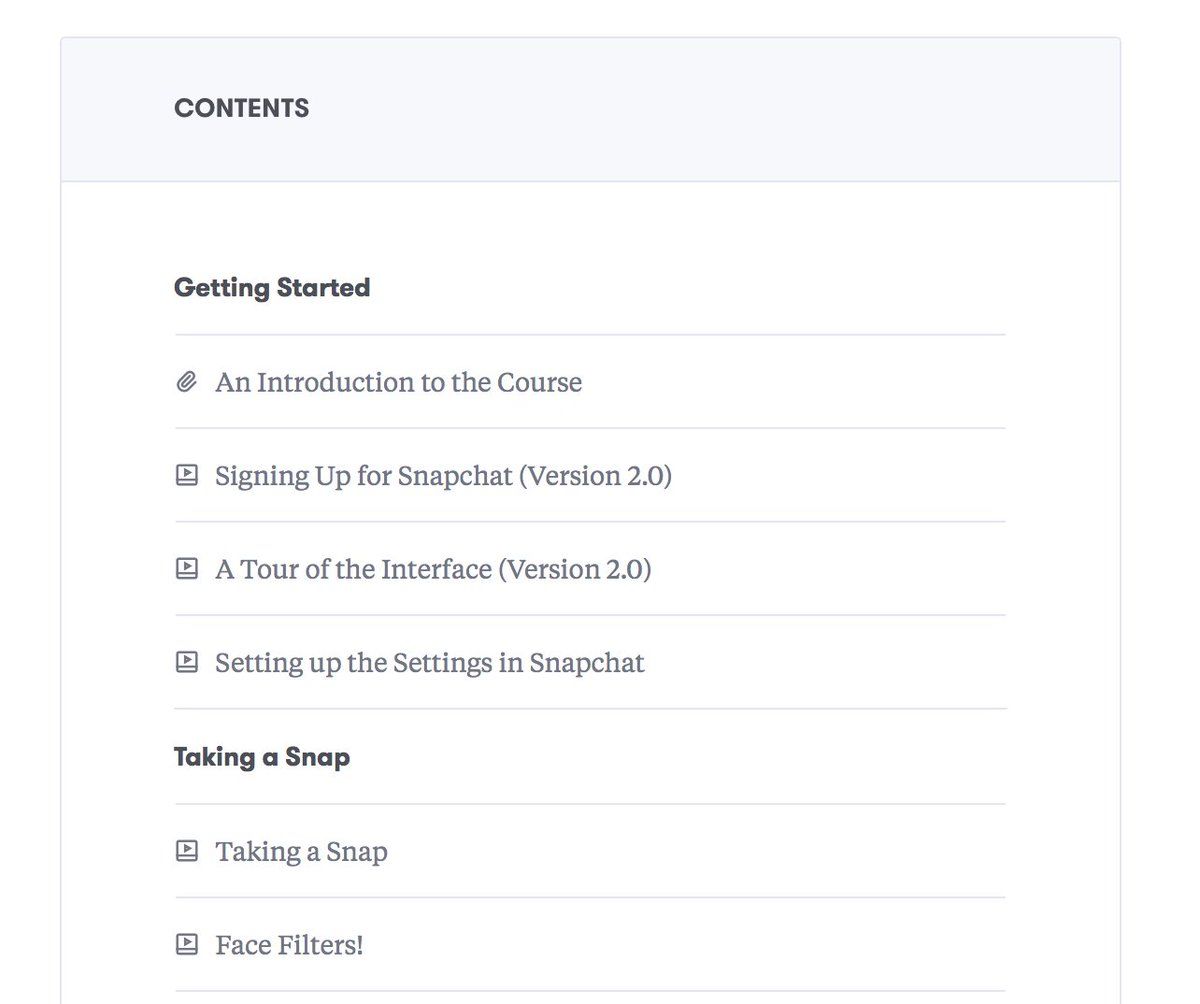 CONTENTS
Getting Started
An Introduction to the Course
Signing Up for Snapchat (Version 2.0)
A Tour of the Interface (Version 2.0)
Setting up the Settings in Snapchat
Taking a Snap
Taking a Snap
Face Filters!